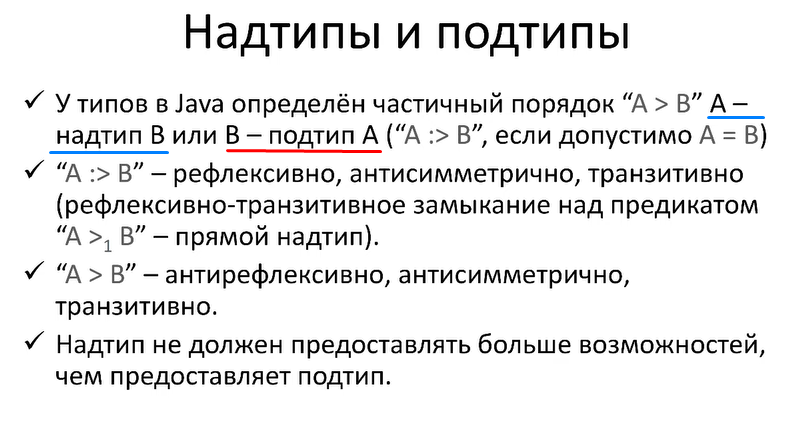 Надтипы и подтипы
✓ У типов в Java определён частичный порядок “A > B” A –
надтип B или B – подтип A (“A :> B”, если допустимо A = B)
✓ “A :> B” – рефлексивно, антисимметрично, транзитивно
(рефлексивно-транзитивное замыкание над предикатом
“A >₁ B” – прямой надтип).
✓ “A > B” – антирефлексивно, антисимметрично,
транзитивно.
✓ Надтип не должен предоставлять больше возможностей,
чем предоставляет подтип.